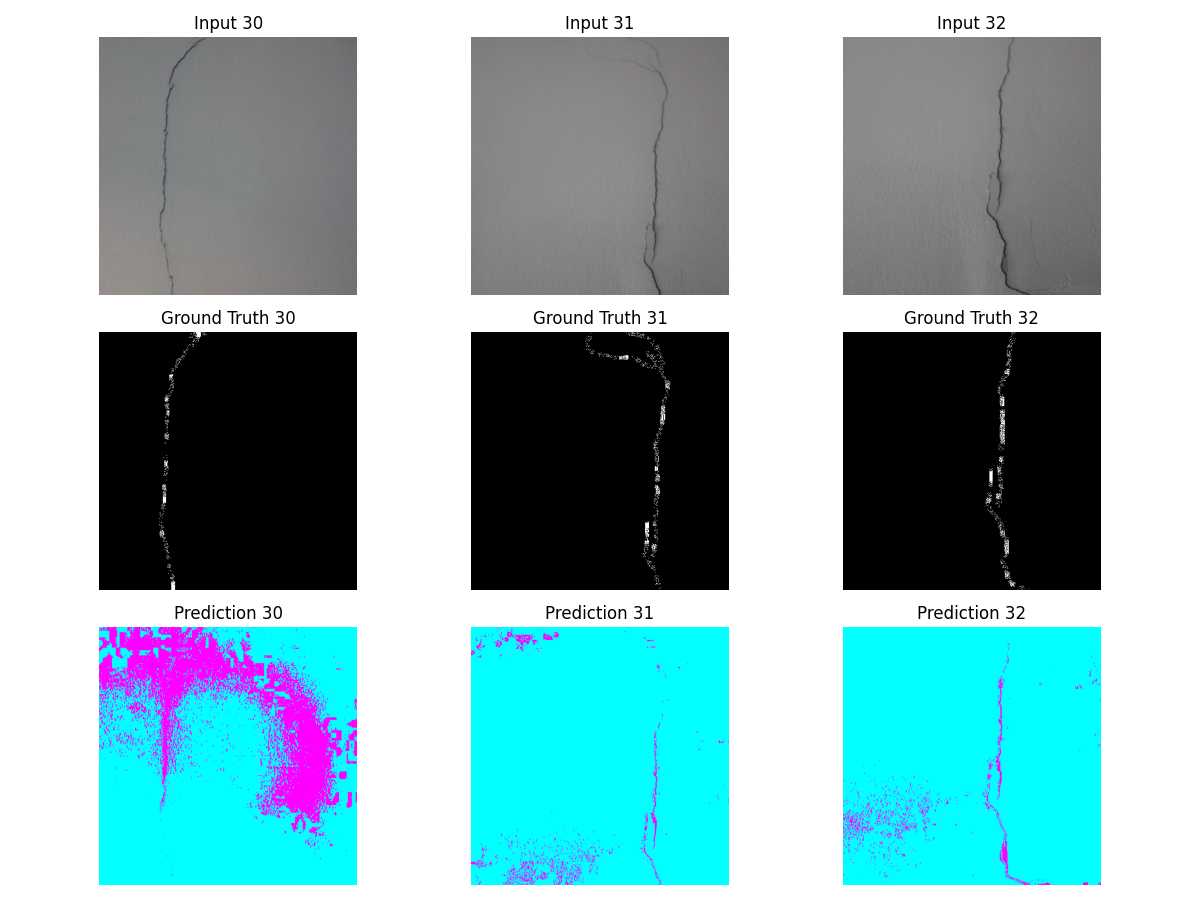 Input 30
Input 31
Input 32
Ground Truth 30
Ground Truth 31
Ground Truth 32
Prediction 30
Prediction 31
Prediction 32